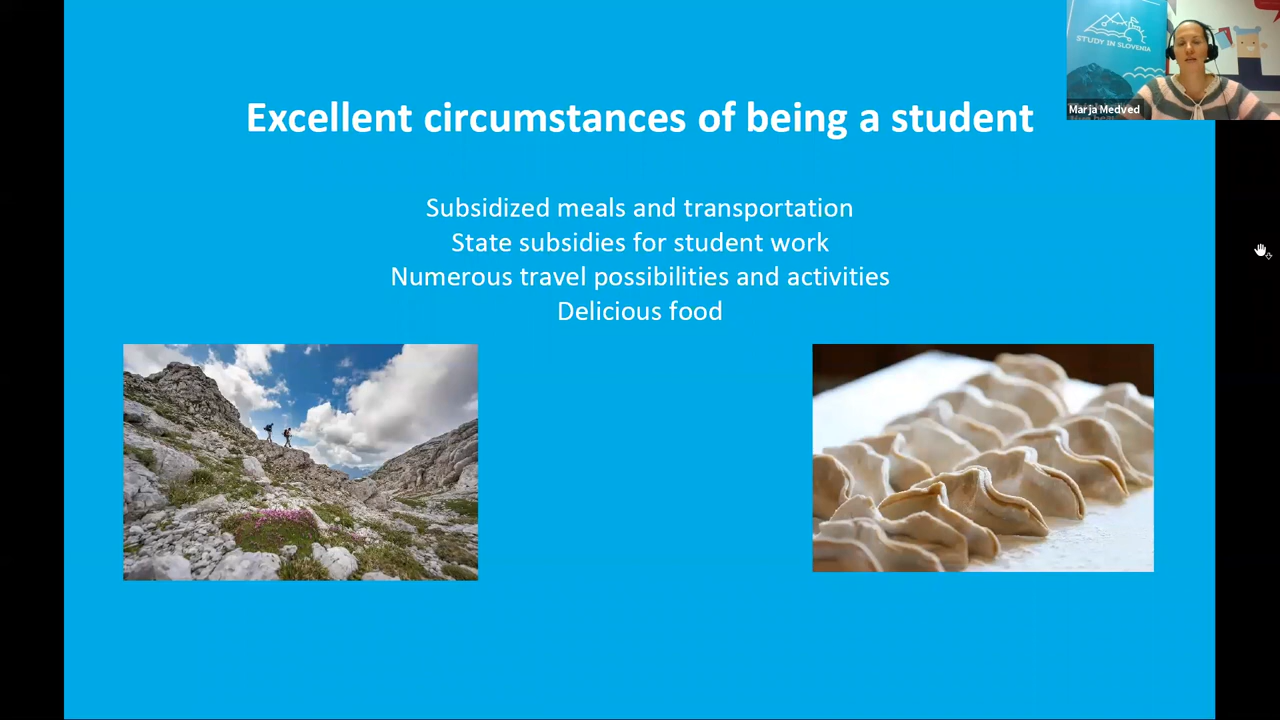 Excellent circumstances of being a student
Subsidized meals and transportation
State subsidies for student work
Numerous travel possibilities and activities
Delicious food
STUDY IN SLOVENIA
Marja Medved